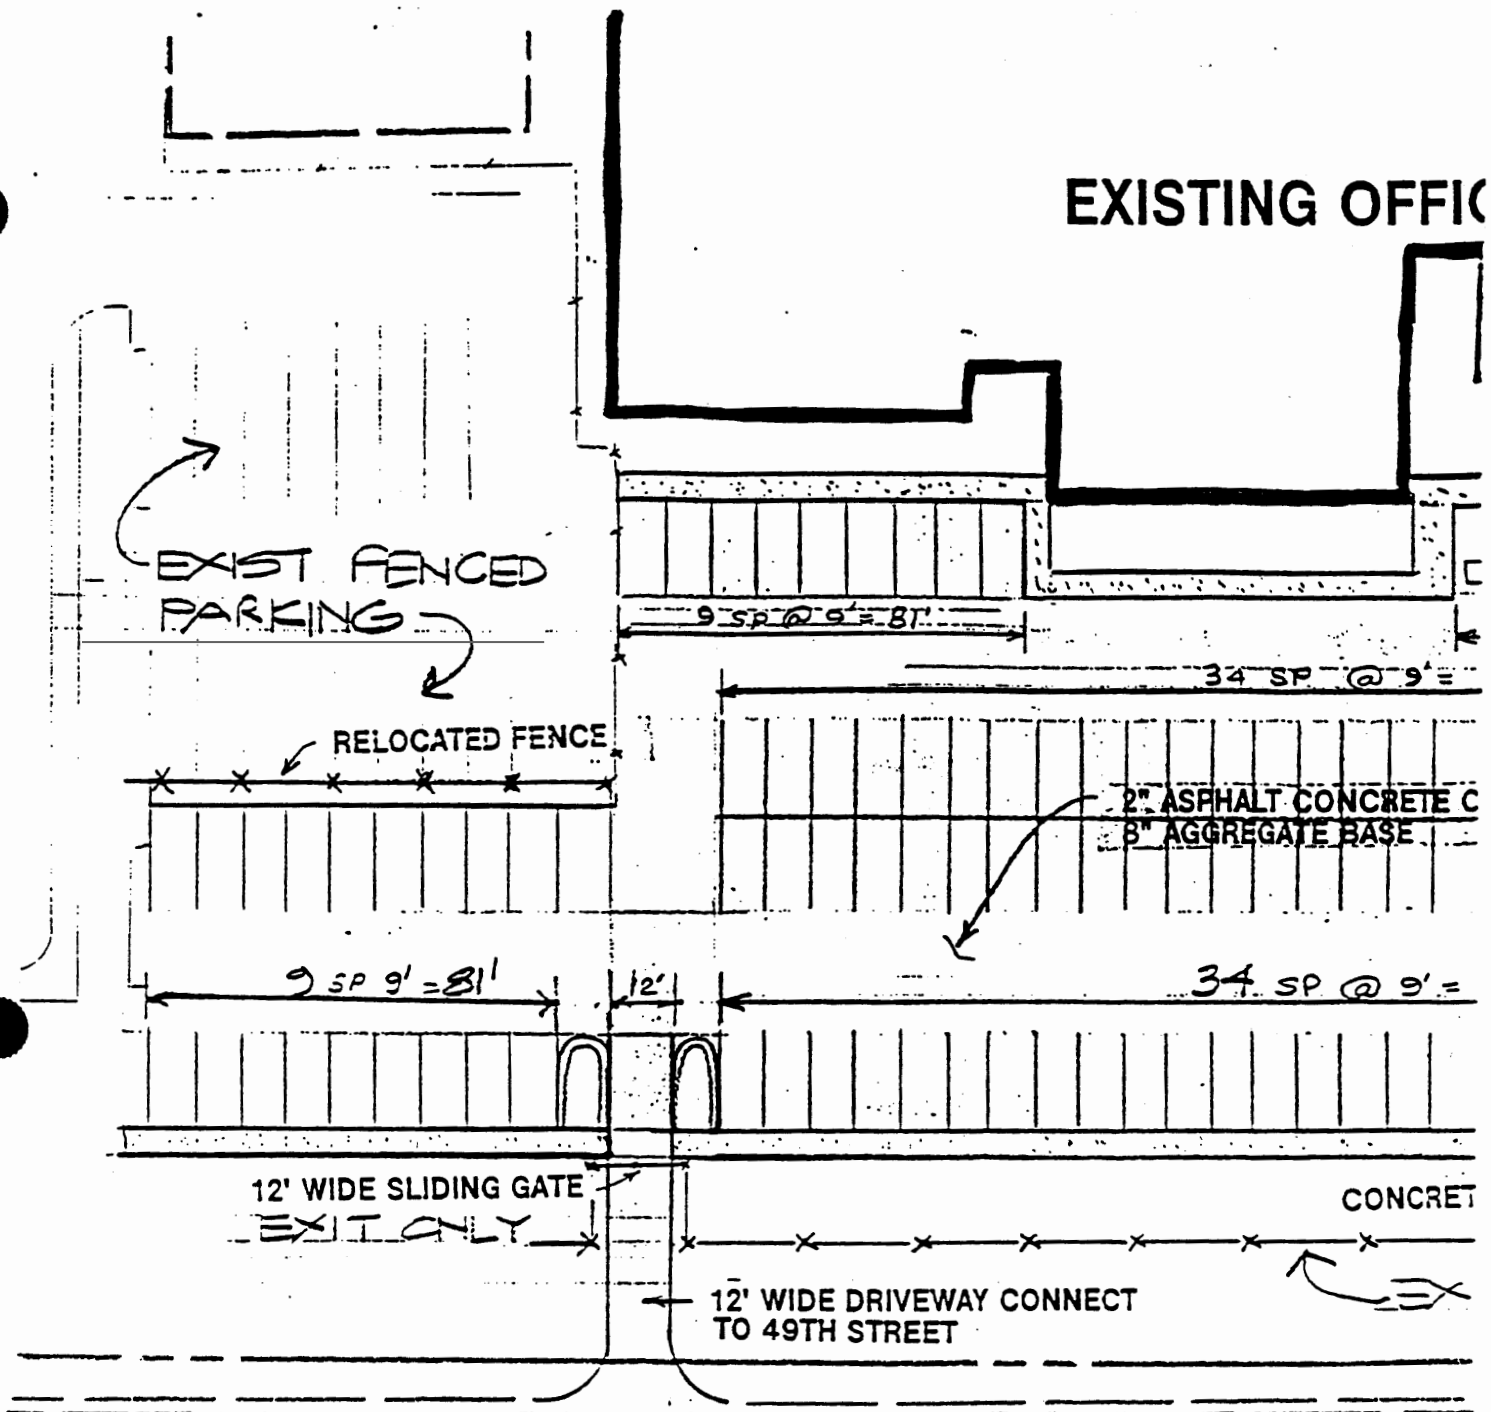 EXISTING OFFIC
EXIST FENCED
PARKING
9 SP @ 9' = 81'
34 SP @ 9' =
RELOCATED FENCE
2" ASPHALT CONCRETE C
8" AGGREGATE BASE
9 SP 9' = 81'
12'
34 SP @ 9' =
12' WIDE SLIDING GATE
EXIT ONLY
CONCRET
EX
12' WIDE DRIVEWAY CONNECT
TO 49TH STREET